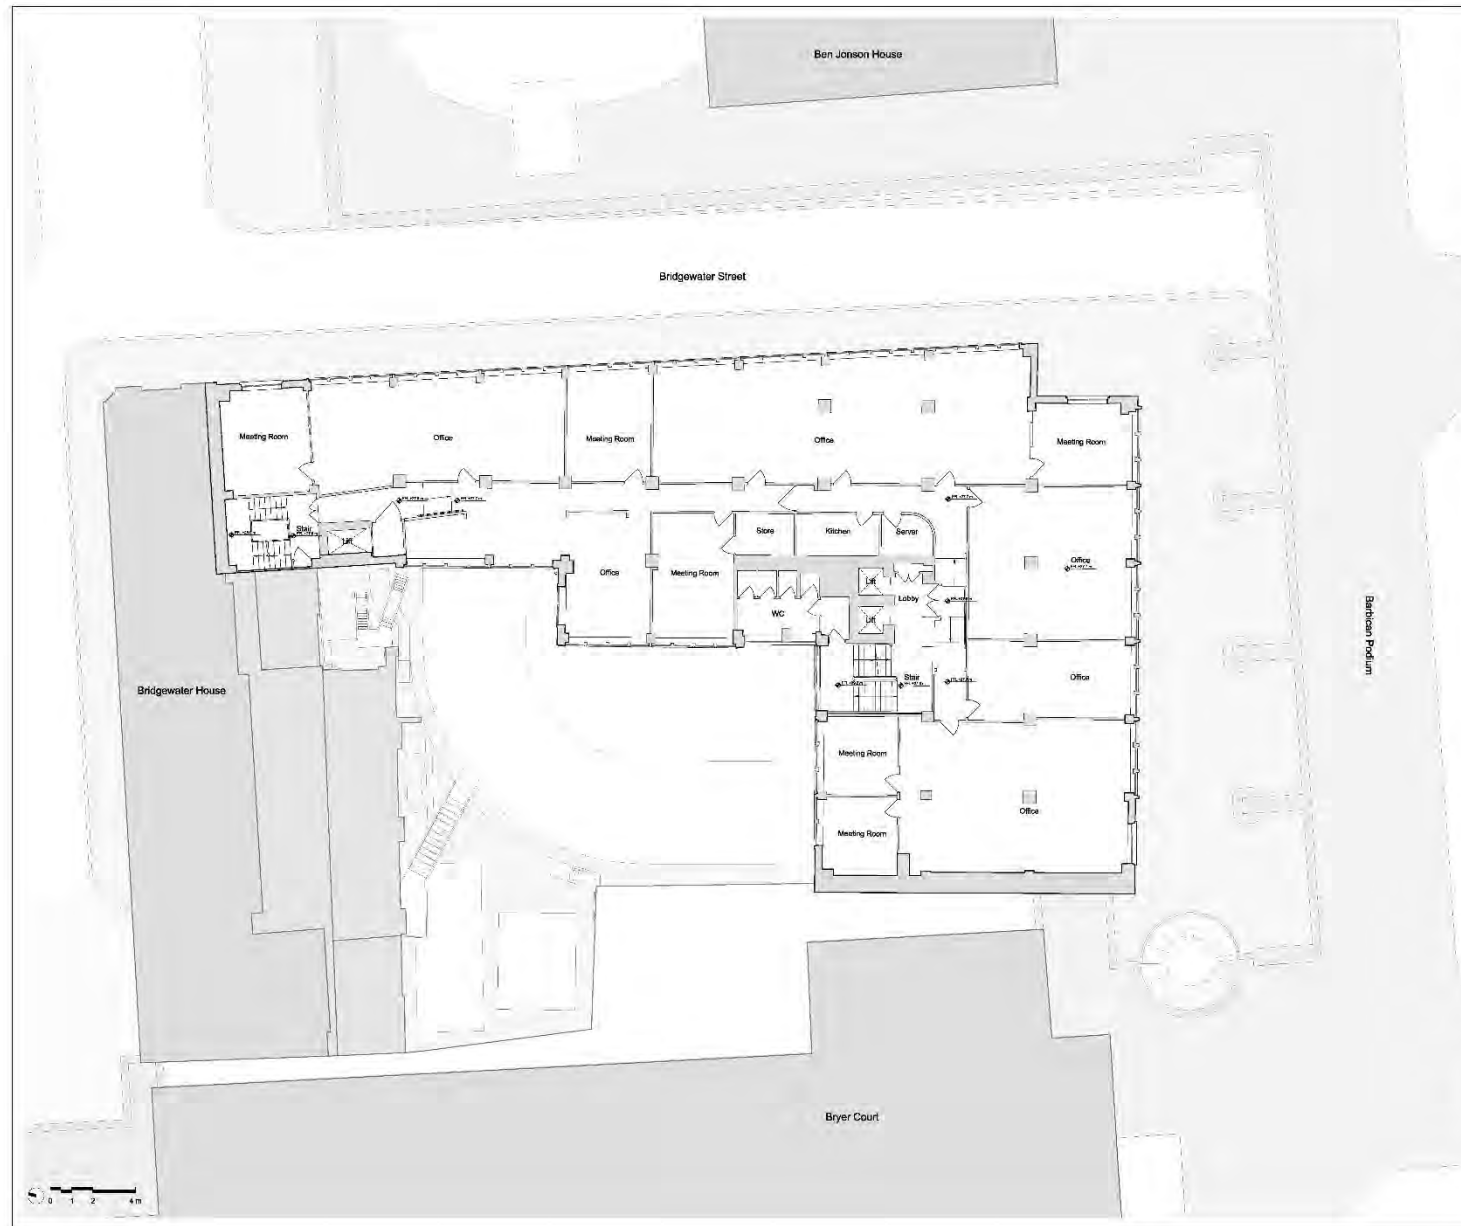 Ben Jonson House
Bridgewater Street
Meeting Room
Office
Meeting Room
Office
Meeting Room
Stair
Lift
Store
Kitchen
Server
Office
Office
Meeting Room
Lift
Lobby
WC
Lift
Barbican Podium
Bridgewater House
Stair
Office
Meeting Room
Office
Meeting Room
Bryer Court
0 1 2 4m